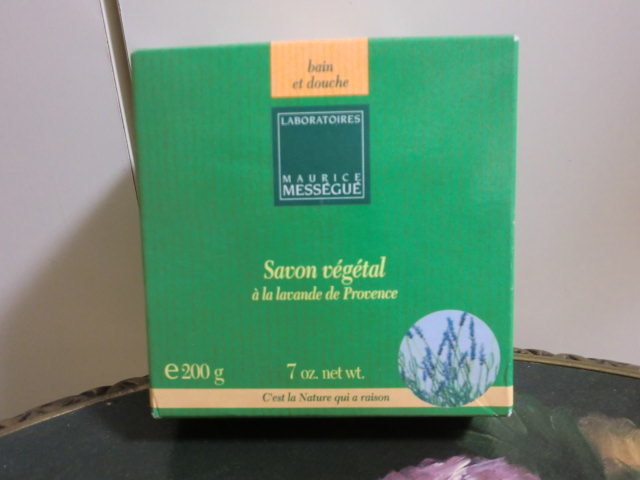 bain
et douche
LABORATOIRES
MAURICE
MESSÉGUÉ
Savon végétal
à la lavande de Provence
e 200 g 7 oz. net wt.
C'est la Nature qui a raison